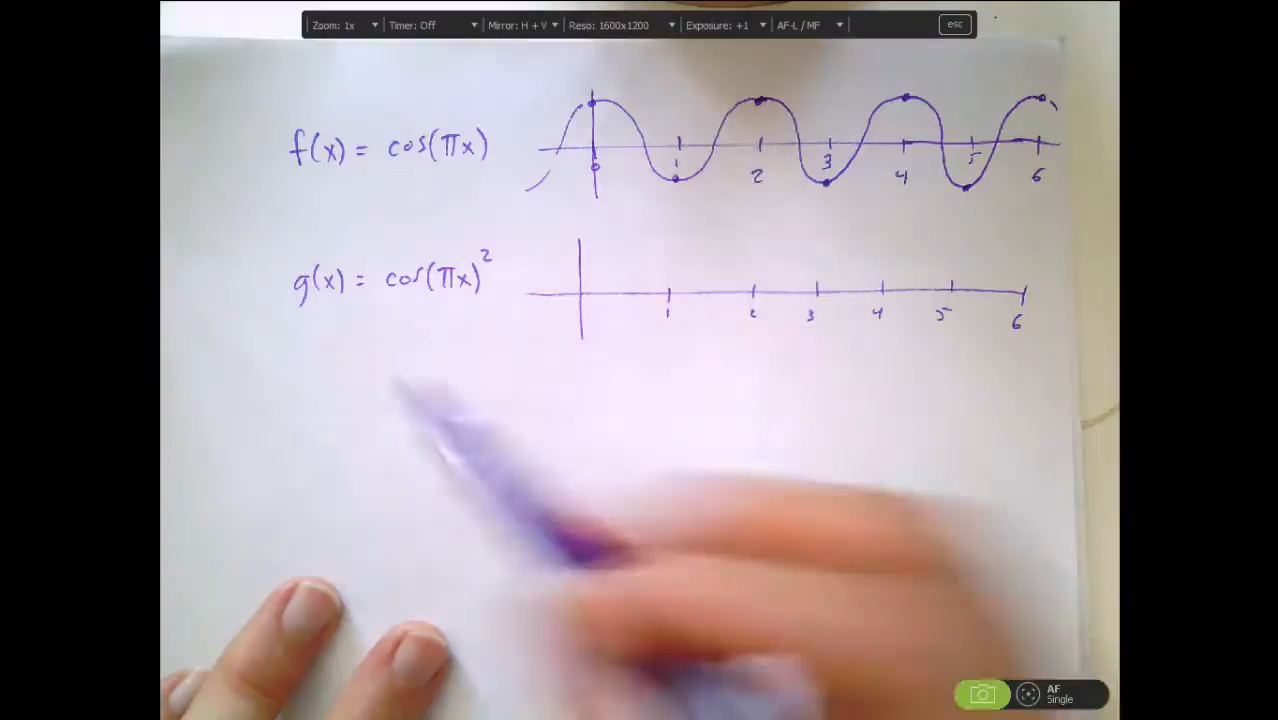 Zoom: 1x Timer: Off Mirror: H + V Reso: 1600x1200 Exposure: +1 AF-L / MF esc
f(x) = cos(πx)
1 2 3 4 5 6
g(x) = cos(πx)²
1 2 3 4 5 6
AF
Single